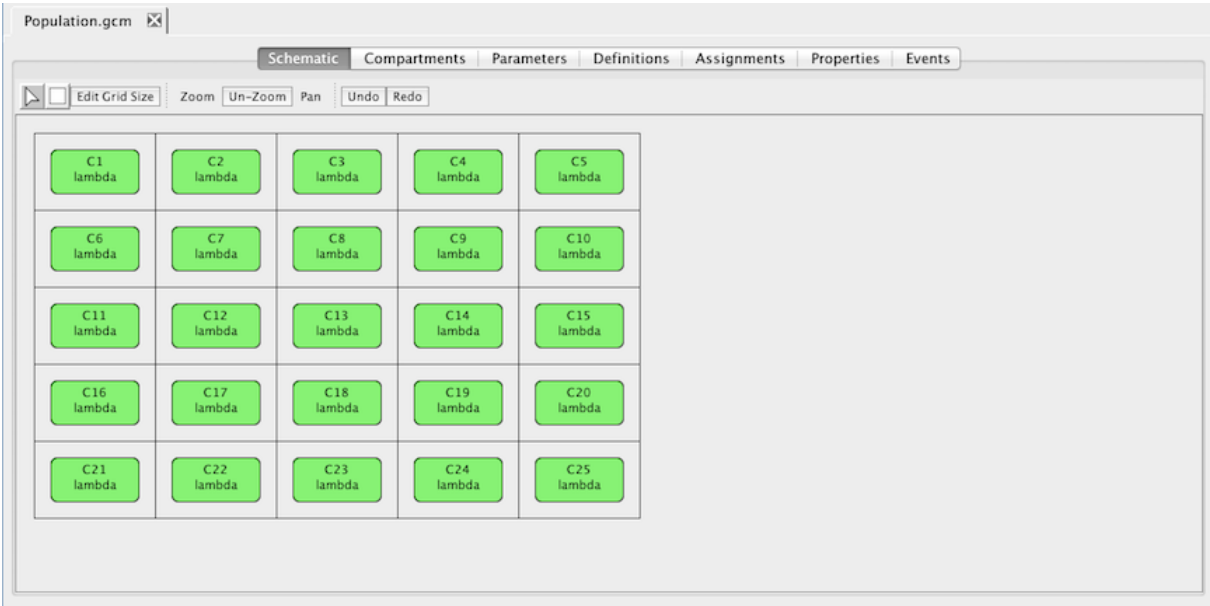 Population.gcm
Schematic Compartments Parameters Definitions Assignments Properties Events
Edit Grid Size Zoom Un-Zoom Pan Undo Redo
C1 C2 C3 C4 C5
lambda lambda lambda lambda lambda
C6 C7 C8 C9 C10
lambda lambda lambda lambda lambda
C11 C12 C13 C14 C15
lambda lambda lambda lambda lambda
C16 C17 C18 C19 C20
lambda lambda lambda lambda lambda
C21 C22 C23 C24 C25
lambda lambda lambda lambda lambda